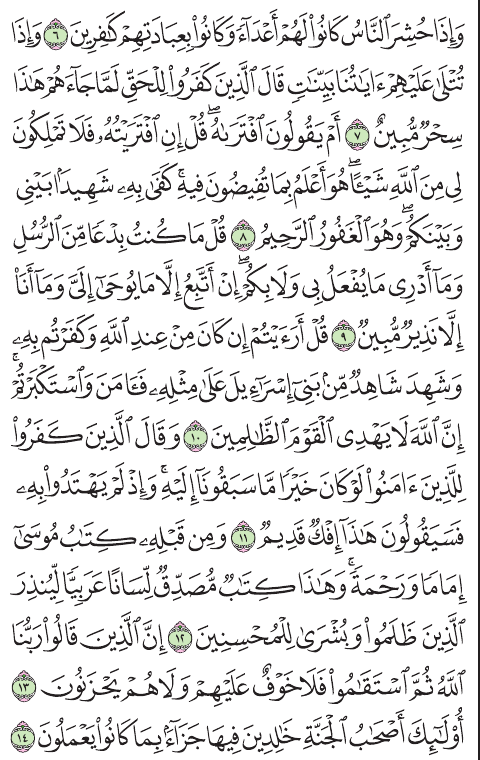 وَإِذَا حُشِرَ ٱلنَّاسُ كَانُوا۟ لَهُمْ أَعْدَآءً وَكَانُوا۟ بِعِبَادَتِهِمْ كَـٰفِرِينَ ٦ وَإِذَا
تُتْلَىٰ عَلَيْهِمْ ءَايَـٰتُنَا بَيِّنَـٰتٍ قَالَ ٱلَّذِينَ كَفَرُوا۟ لِلْحَقِّ لَمَّا جَآءَهُمْ هَـٰذَا
سِحْرٌ مُّبِينٌ ٧ أَمْ يَقُولُونَ ٱفْتَرَىٰهُ ۖ قُلْ إِنِ ٱفْتَرَيْتُهُۥ فَلَا تَمْلِكُونَ
لِى مِنَ ٱللَّهِ شَيْـًٔا ۖ هُوَ أَعْلَمُ بِمَا تُفِيضُونَ فِيهِ ۖ كَفَىٰ بِهِۦ شَهِيدًۢا بَيْنِى
وَبَيْنَكُمْ ۖ وَهُوَ ٱلْغَفُورُ ٱلرَّحِيمُ ٨ قُلْ مَا كُنتُ بِدْعًا مِّنَ ٱلرُّسُلِ
وَمَآ أَدْرِى مَا يُفْعَلُ بِى وَلَا بِكُمْ ۖ إِنْ أَتَّبِعُ إِلَّا مَا يُوحَىٰٓ إِلَىَّ وَمَآ أَنَا۠
إِلَّا نَذِيرٌ مُّبِينٌ ٩ قُلْ أَرَءَيْتُمْ إِن كَانَ مِنْ عِندِ ٱللَّهِ وَكَفَرْتُم بِهِۦ
وَشَهِدَ شَاهِدٌ مِّنۢ بَنِىٓ إِسْرَٰٓءِيلَ عَلَىٰ مِثْلِهِۦ فَـَٔامَنَ وَٱسْتَكْبَرْتُمْ ۖ
إِنَّ ٱللَّهَ لَا يَهْدِى ٱلْقَوْمَ ٱلظَّـٰلِمِينَ ١٠ وَقَالَ ٱلَّذِينَ كَفَرُوا۟
لِلَّذِينَ ءَامَنُوا۟ لَوْ كَانَ خَيْرًا مَّا سَبَقُونَآ إِلَيْهِ ۚ وَإِذْ لَمْ يَهْتَدُوا۟ بِهِۦ
فَسَيَقُولُونَ هَـٰذَآ إِفْكٌ قَدِيمٌ ١١ وَمِن قَبْلِهِۦ كِتَـٰبُ مُوسَىٰٓ
إِمَامًا وَرَحْمَةً ۚ وَهَـٰذَا كِتَـٰبٌ مُّصَدِّقٌ لِّسَانًا عَرَبِيًّا لِّيُنذِرَ
ٱلَّذِينَ ظَلَمُوا۟ وَبُشْرَىٰ لِلْمُحْسِنِينَ ١٢ إِنَّ ٱلَّذِينَ قَالُوا۟ رَبُّنَا
ٱللَّهُ ثُمَّ ٱسْتَقَـٰمُوا۟ فَلَا خَوْفٌ عَلَيْهِمْ وَلَا هُمْ يَحْزَنُونَ ١٣
أُو۟لَـٰٓئِكَ أَصْحَـٰبُ ٱلْجَنَّةِ خَـٰلِدِينَ فِيهَا جَزَآءًۢ بِمَا كَانُوا۟ يَعْمَلُونَ ١٤